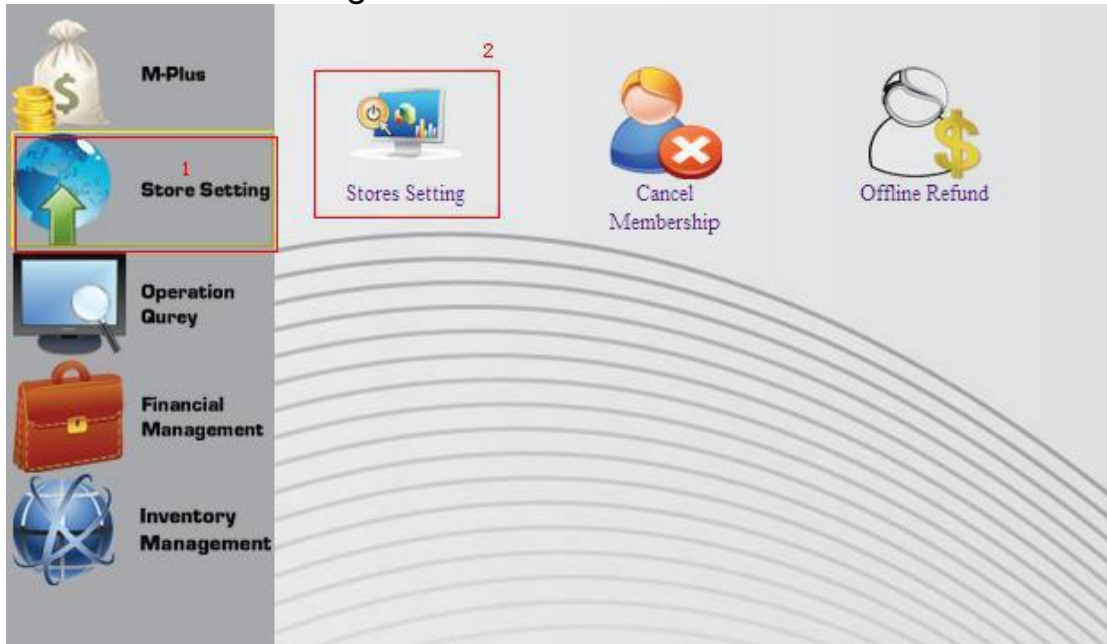 M-Plus
1
Store Setting
Operation
Qurey
Financial
Management
Inventory
Management
2
Stores Setting
Cancel
Membership
Offline Refund